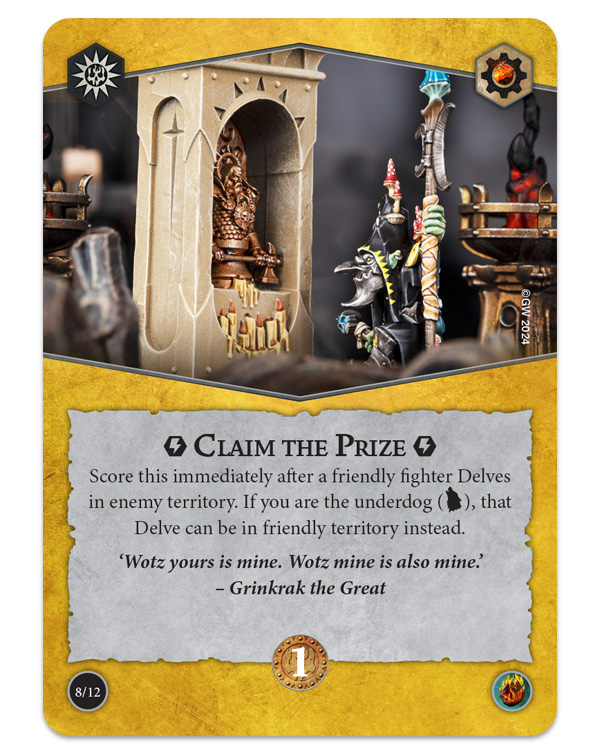 ©GW 2024
CLAIM THE PRIZE
Score this immediately after a friendly fighter Delves
in enemy territory. If you are the underdog ( ), that
Delve can be in friendly territory instead.
‘Wotz yours is mine. Wotz mine is also mine.’
– Grinkrak the Great
1
8/12